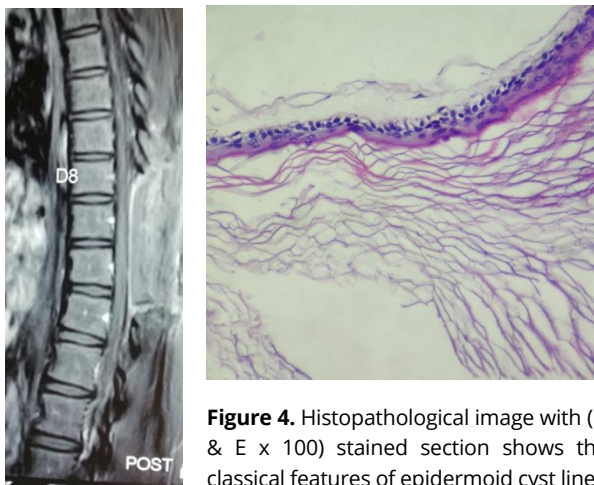 D8
POST
Figure 4. Histopathological image with (
& E x 100) stained section shows th
classical features of epidermoid cyst line